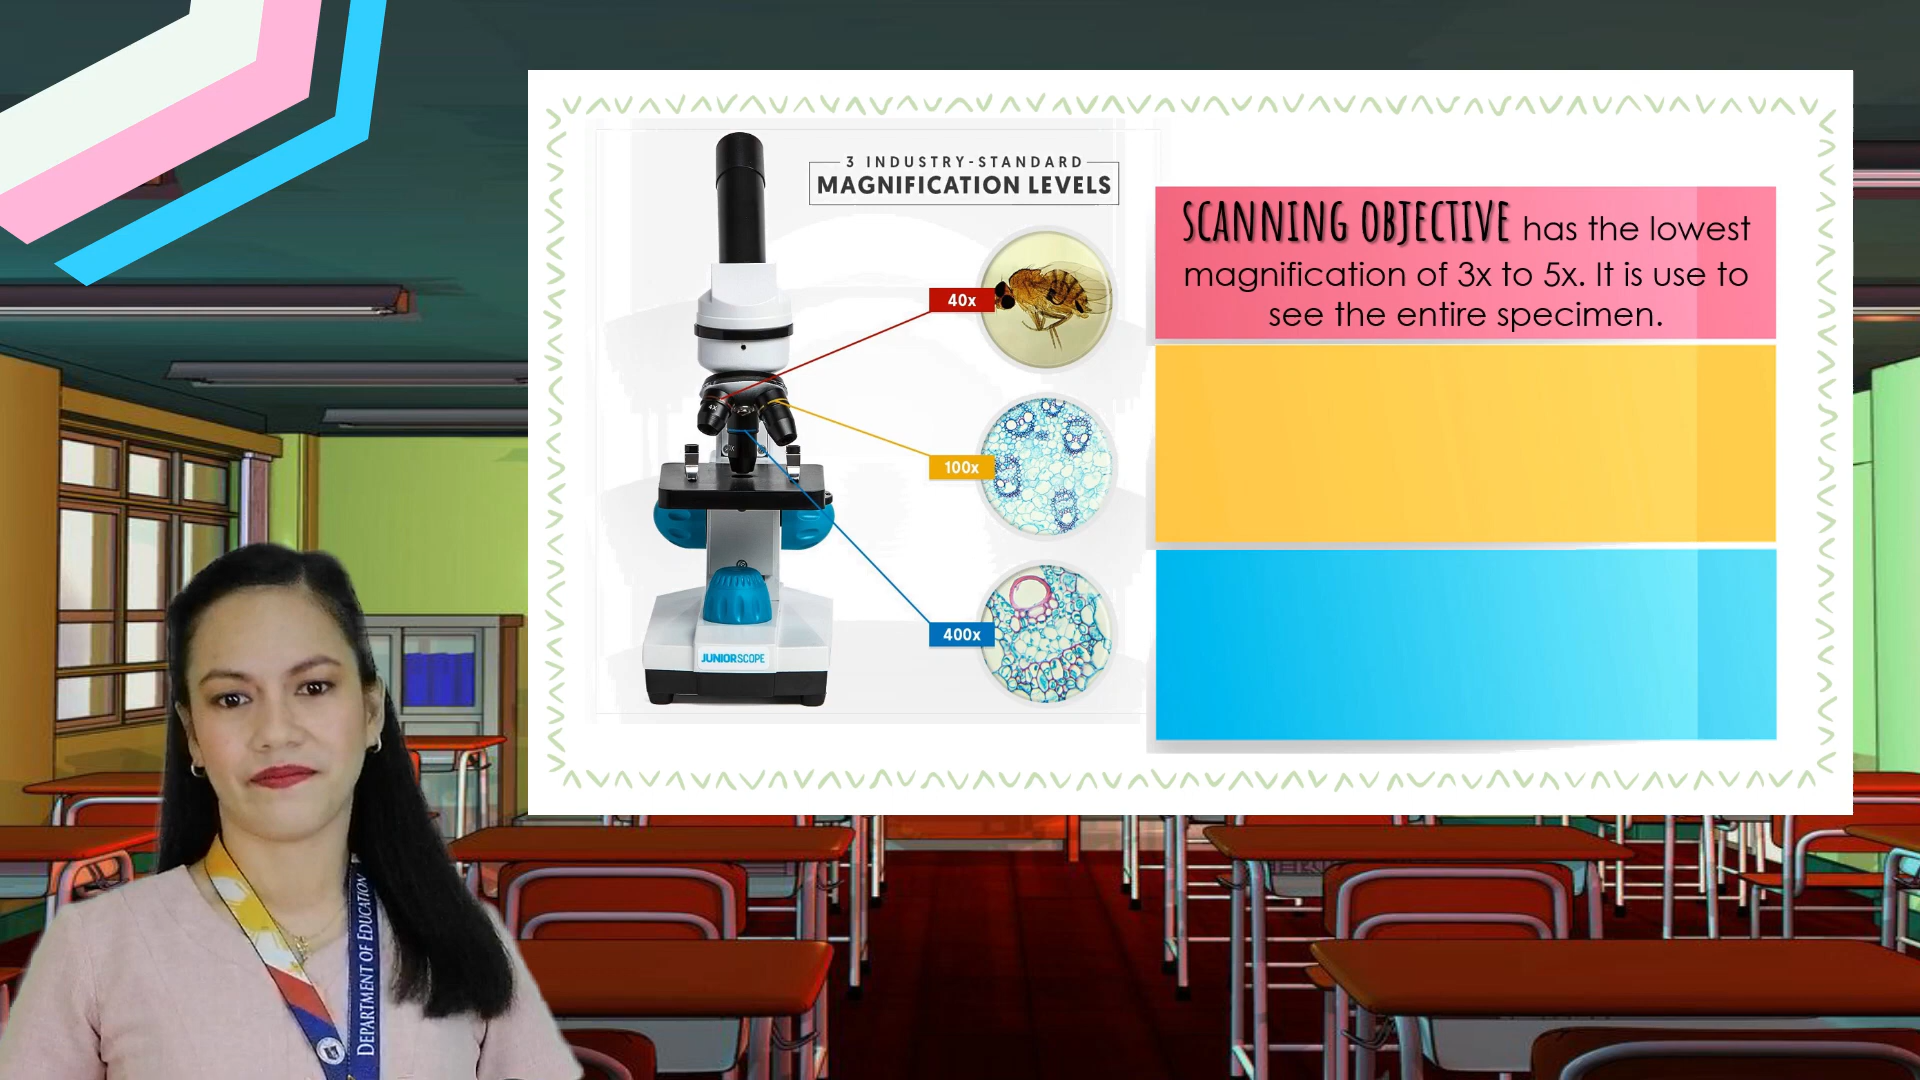 3 INDUSTRY-STANDARD
MAGNIFICATION LEVELS
SCANNING OBJECTIVE has the lowest
magnification of 3x to 5x. It is use to
see the entire specimen.
40x
100x
400x
4X
JUNIORSCOPE
DEPARTMENT OF EDUCATION